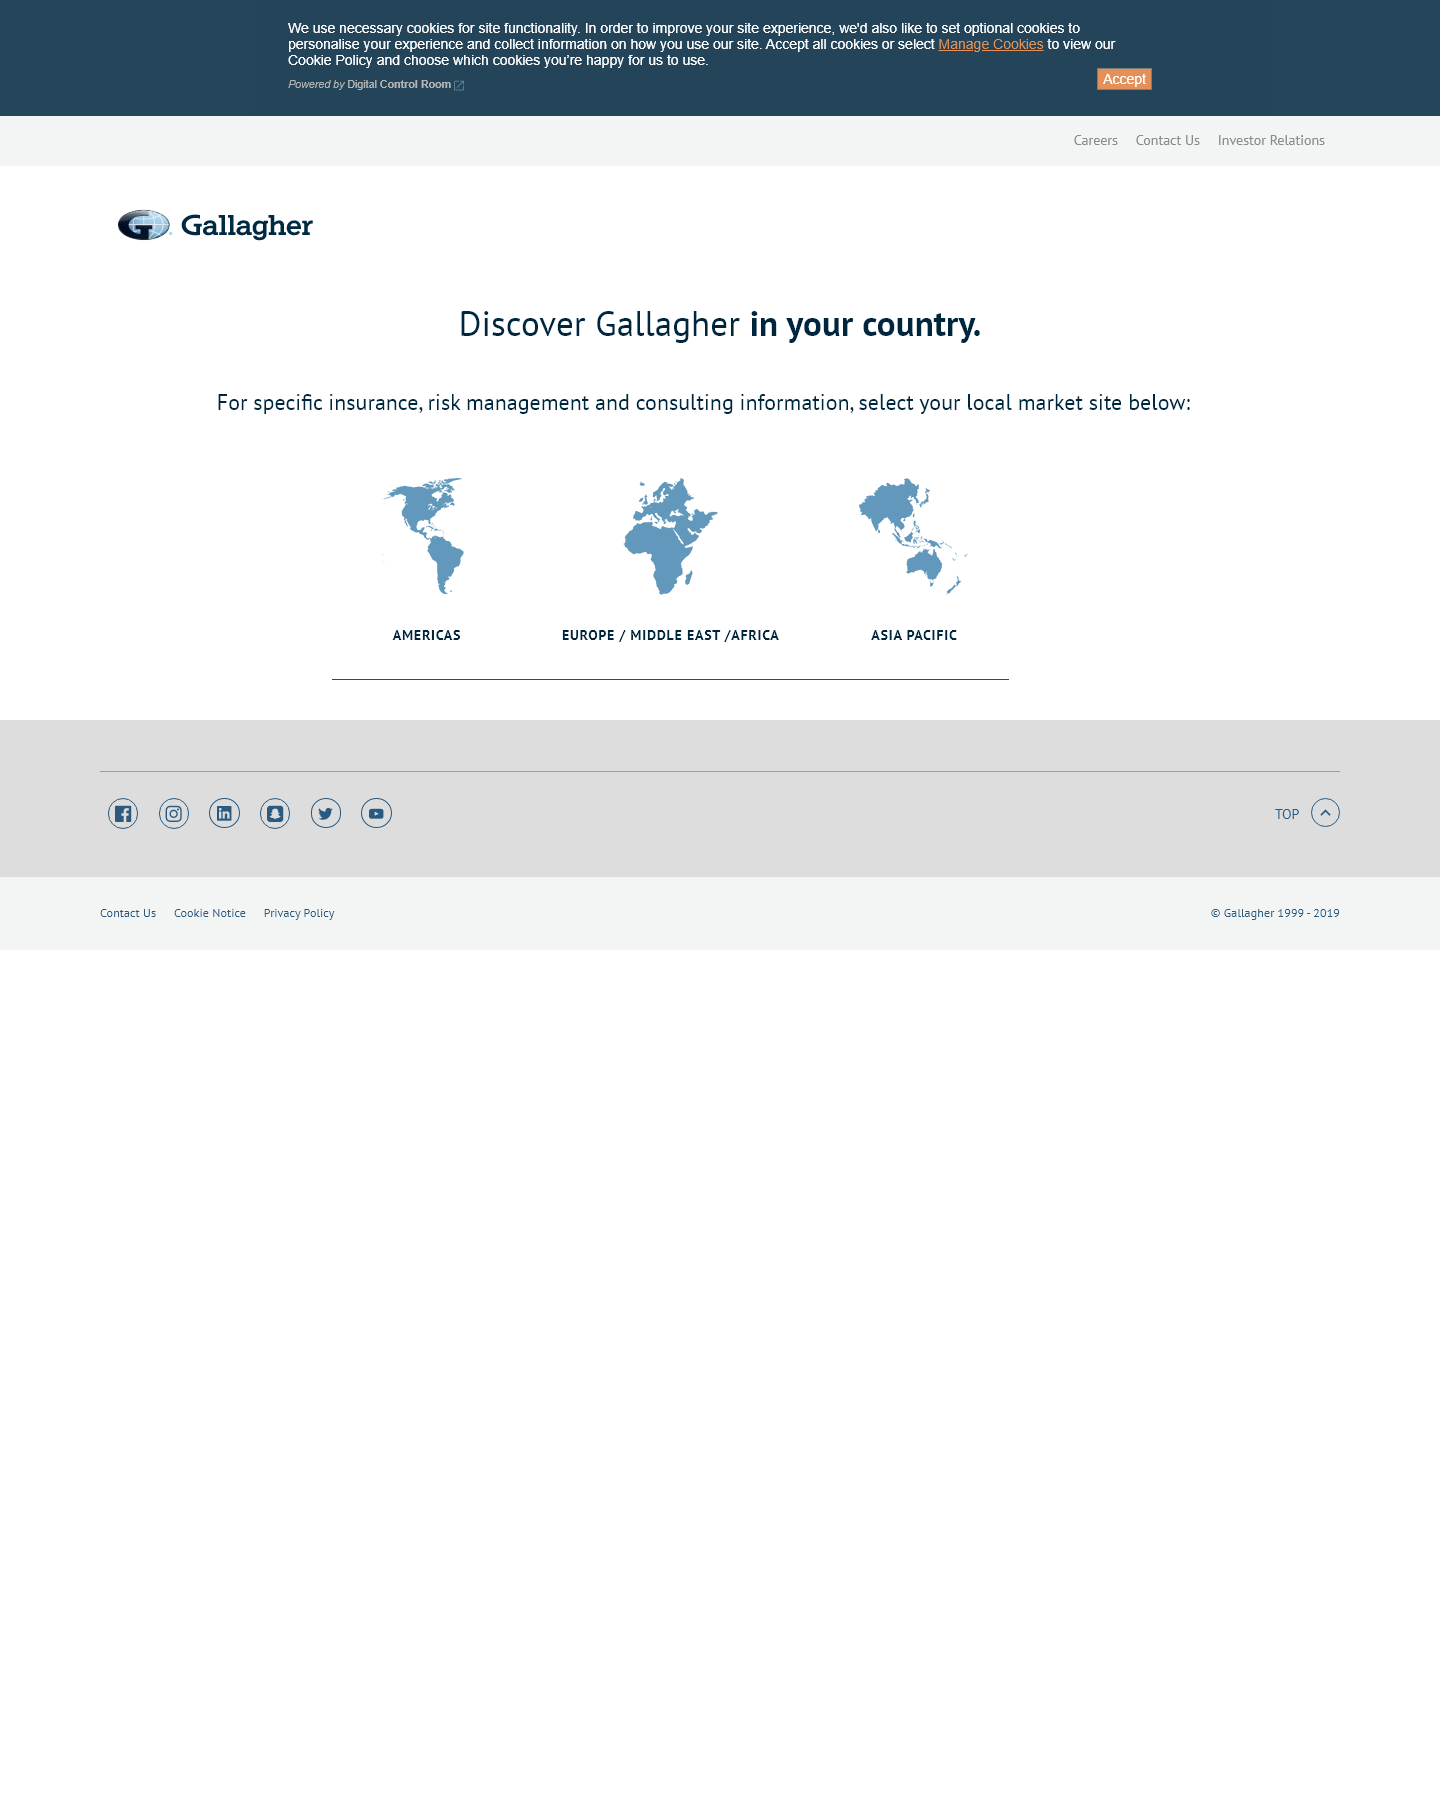 We use necessary cookies for site functionality. In order to improve your site experience, we'd also like to set optional cookies to
personalise your experience and collect information on how you use our site. Accept all cookies or select Manage Cookies to view our
Cookie Policy and choose which cookies you're happy for us to use.
Powered by Digital Control Room
Accept
Careers Contact Us Investor Relations
Gallagher
Discover Gallagher in your country.
For specific insurance, risk management and consulting information, select your local market site below:
AMERICAS
EUROPE / MIDDLE EAST /AFRICA
ASIA PACIFIC
TOP
Contact Us Cookie Notice Privacy Policy
© Gallagher 1999 - 2019